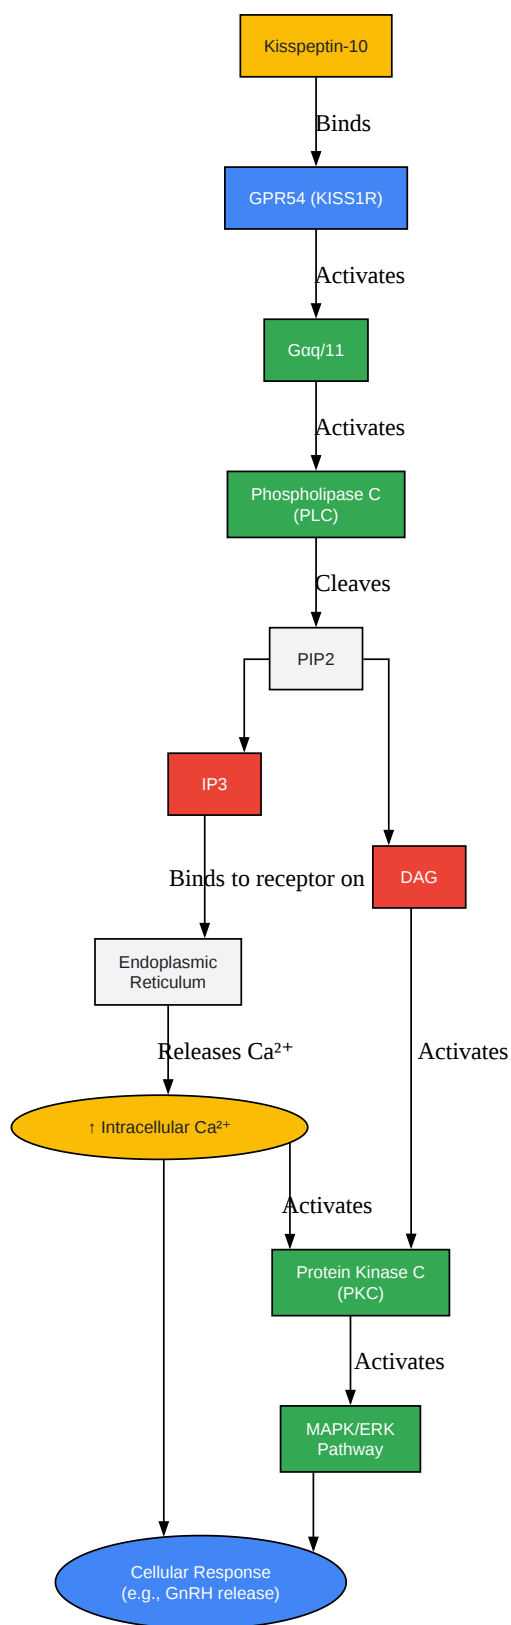 Kisspeptin-10
Binds
GPR54 (KISS1R)
Activates
Gαq/11
Activates
Phospholipase C
(PLC)
Cleaves
PIP2
IP3
Binds to receptor on
DAG
Endoplasmic
Reticulum
Releases Ca²⁺
Activates
↑ Intracellular Ca²⁺
Activates
Protein Kinase C
(PKC)
Activates
MAPK/ERK
Pathway
Cellular Response
(e.g., GnRH release)